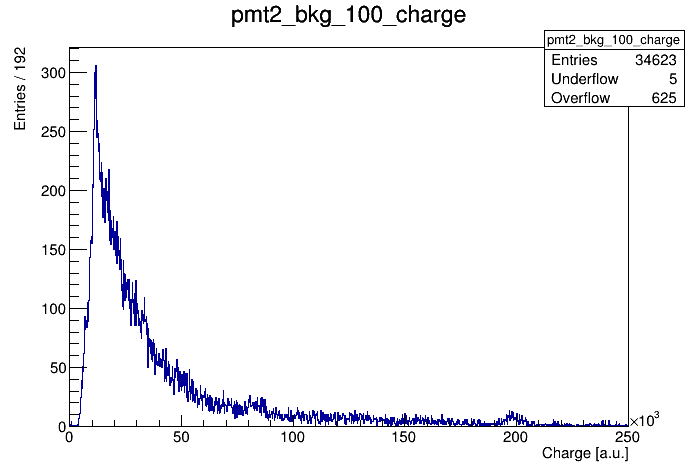 pmt2_bkg_100_charge
pmt2_bkg_100_charge
Entries 34623
Underflow 5
Overflow 625
Entries / 192
300
250
200
150
100
50
0
0 50 100 150 200 250
×10³
Charge [a.u.]